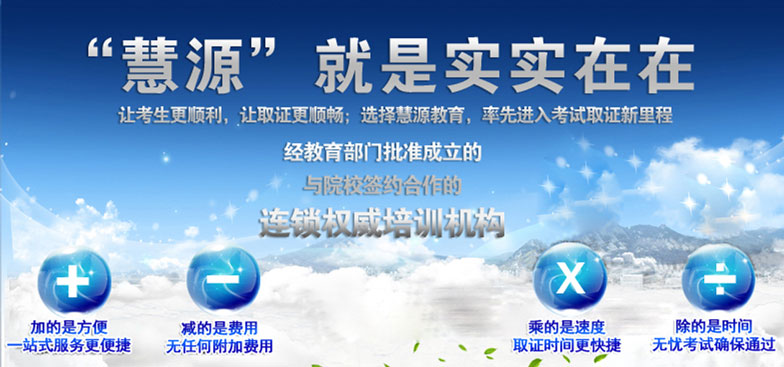 “慧源”就是实实在在
让考生更顺利，让取证更顺畅；选择慧源教育，率先进入考试取证新里程
经教育部门批准成立的
与院校签约合作的
连锁权威培训机构
+
加的是方便
一站式服务更便捷
−
减的是费用
无任何附加费用
X
乘的是速度
取证时间更快捷
÷
除的是时间
无忧考试确保通过